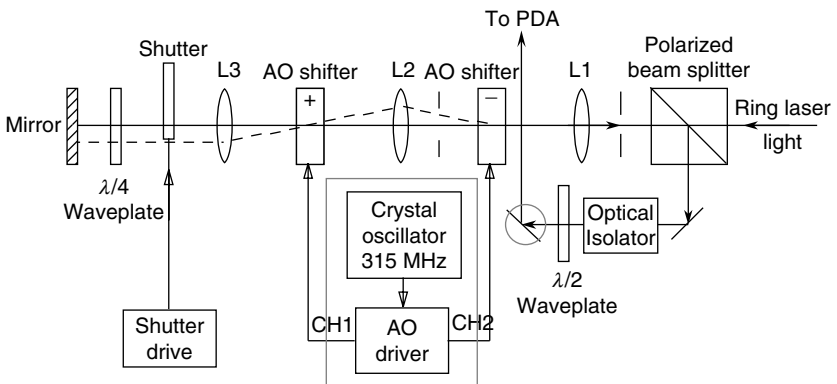 To PDA
Shutter
L3
AO shifter
L2
AO shifter
L1
Polarized
beam splitter
+
−
Mirror
Ring laser
light
λ/4
Waveplate
Crystal
oscillator
315 MHz
Optical
Isolator
λ/2
Waveplate
Shutter
drive
CH1
AO
driver
CH2